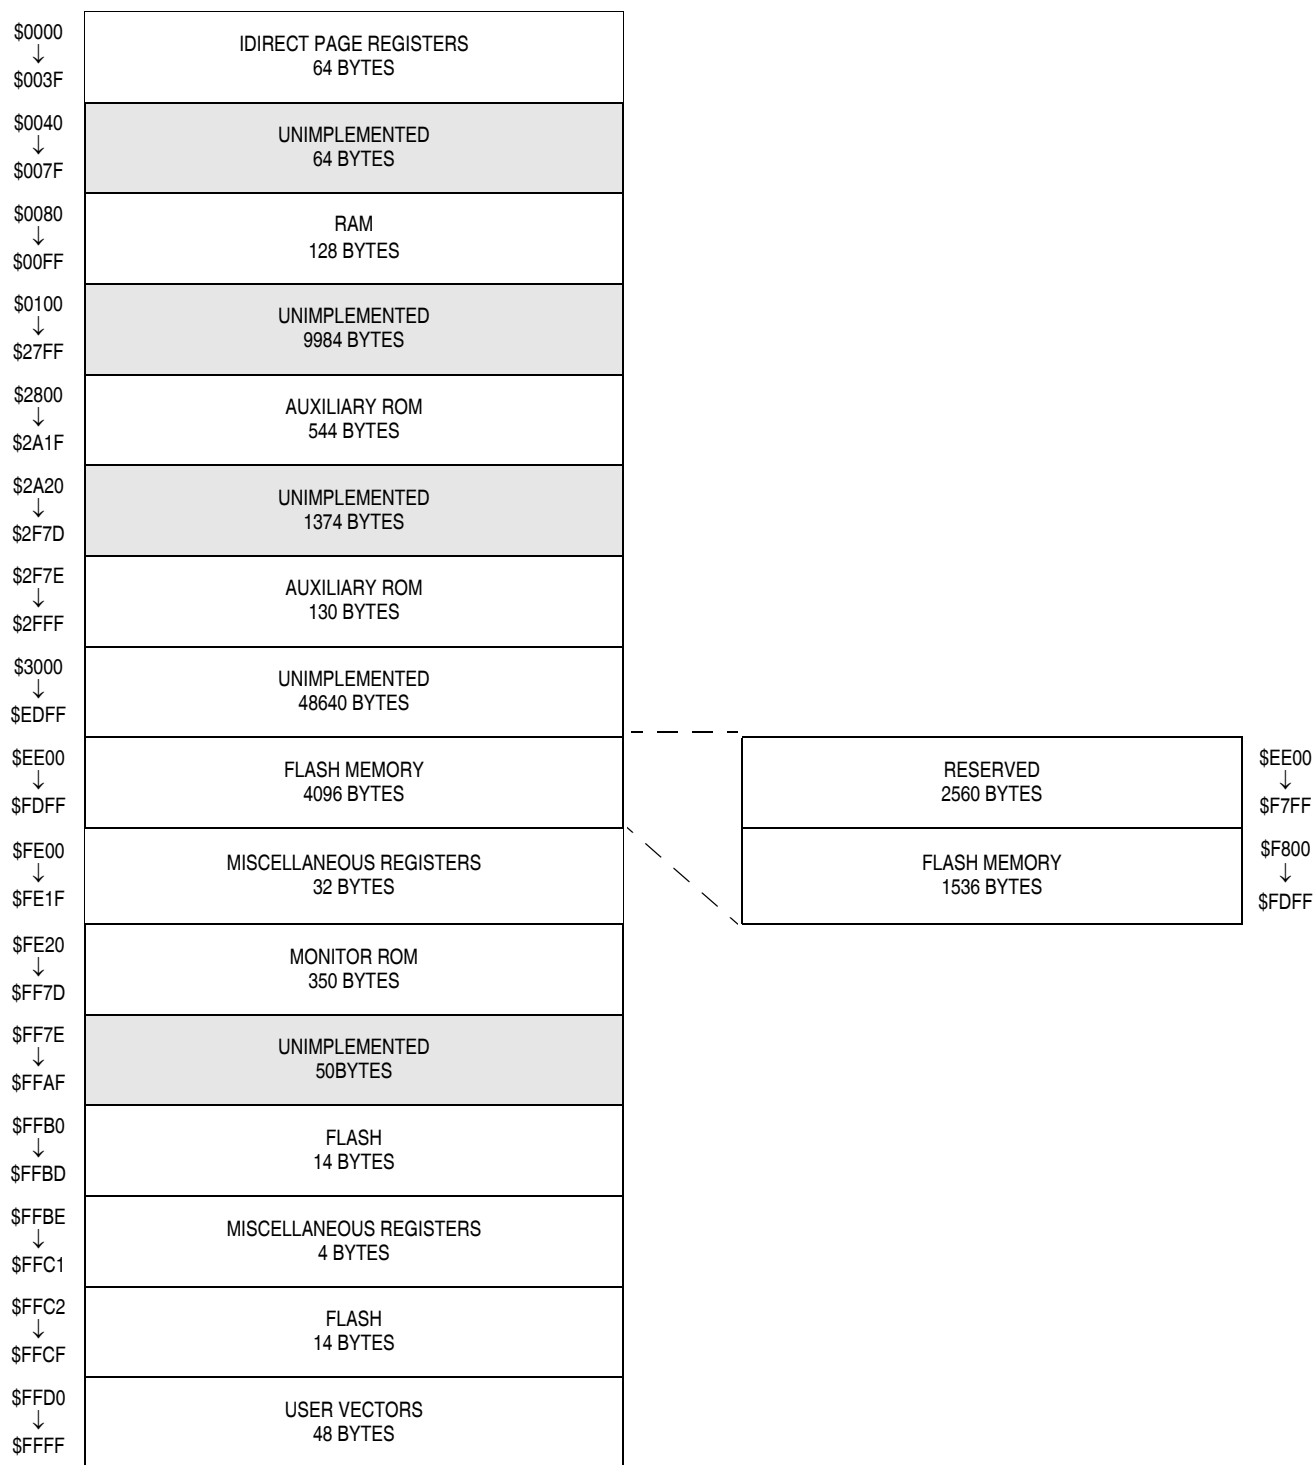 $0000
↓
$003F
IDIRECT PAGE REGISTERS
64 BYTES
$0040
↓
$007F
UNIMPLEMENTED
64 BYTES
$0080
↓
$00FF
RAM
128 BYTES
$0100
↓
$27FF
UNIMPLEMENTED
9984 BYTES
$2800
↓
$2A1F
AUXILIARY ROM
544 BYTES
$2A20
↓
$2F7D
UNIMPLEMENTED
1374 BYTES
$2F7E
↓
$2FFF
AUXILIARY ROM
130 BYTES
$3000
↓
$EDFF
UNIMPLEMENTED
48640 BYTES
$EE00
↓
$FDFF
FLASH MEMORY
4096 BYTES
RESERVED
2560 BYTES
$EE00
↓
$F7FF
$FE00
↓
$FE1F
MISCELLANEOUS REGISTERS
32 BYTES
FLASH MEMORY
1536 BYTES
$F800
↓
$FDFF
$FE20
↓
$FF7D
MONITOR ROM
350 BYTES
$FF7E
↓
$FFAF
UNIMPLEMENTED
50BYTES
$FFB0
↓
$FFBD
FLASH
14 BYTES
$FFBE
↓
$FFC1
MISCELLANEOUS REGISTERS
4 BYTES
$FFC2
↓
$FFCF
FLASH
14 BYTES
$FFD0
↓
$FFFF
USER VECTORS
48 BYTES